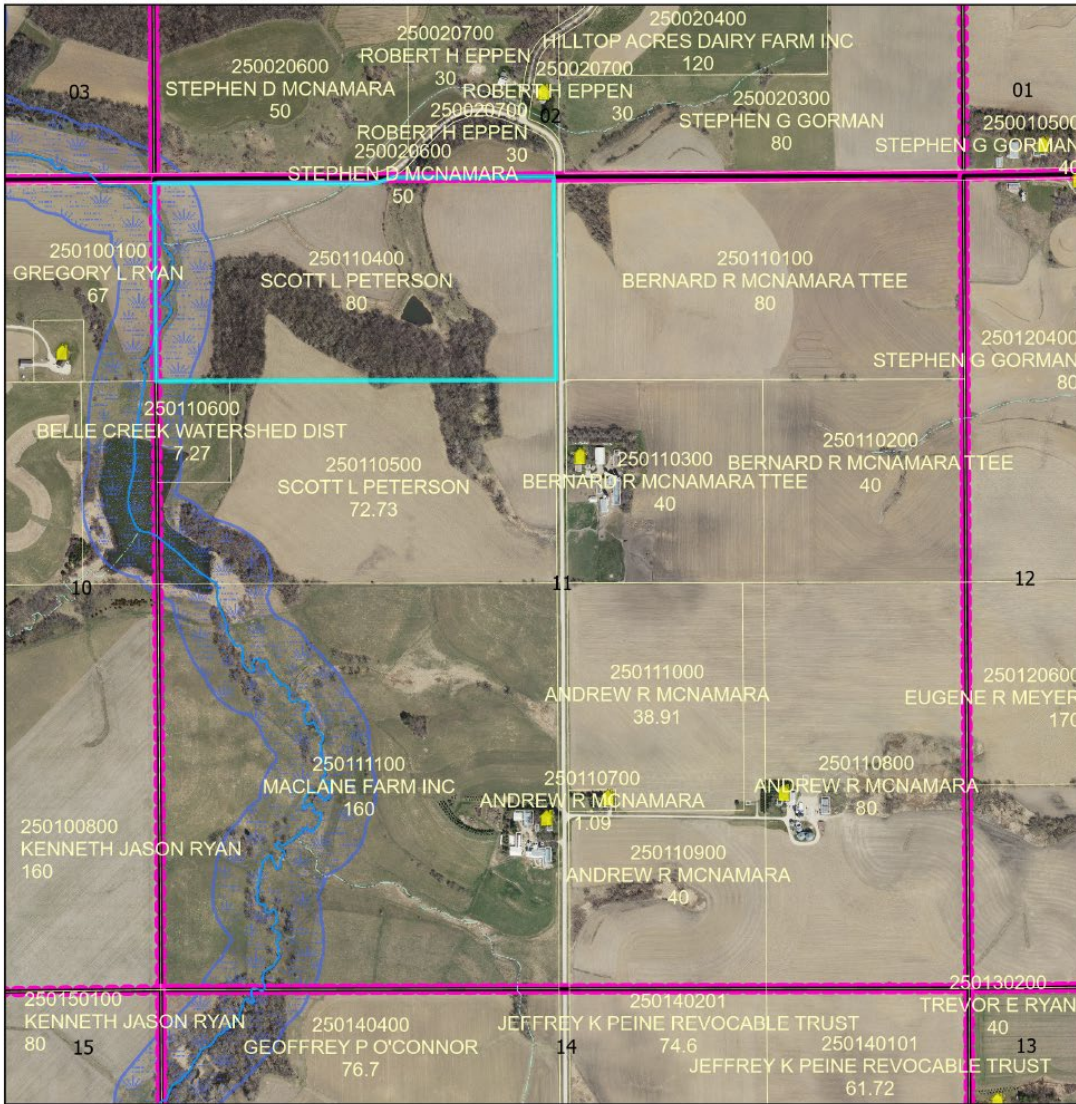 250020400
HILLTOP ACRES DAIRY FARM INC
120
250020700
ROBERT H EPPEN
30
250020600
STEPHEN D MCNAMARA
50
250020700
ROBERT H EPPEN
30
03
01
02
250020300
STEPHEN G GORMAN
80
250020700
ROBERT H EPPEN
30
250010500
STEPHEN G GORMAN
40
250020600
STEPHEN D MCNAMARA
50
250100100
GREGORY L RYAN
67
250110400
SCOTT L PETERSON
80
250110100
BERNARD R MCNAMARA TTEE
80
250120400
STEPHEN G GORMAN
80
250110600
BELLE CREEK WATERSHED DIST
7.27
250110500
SCOTT L PETERSON
72.73
250110300
BERNARD R MCNAMARA TTEE
40
250110200
BERNARD R MCNAMARA TTEE
40
10
11
12
250111000
ANDREW R MCNAMARA
38.91
250120600
EUGENE R MEYER
170
250111100
MACLANE FARM INC
160
250110700
ANDREW R MCNAMARA
1.09
250110800
ANDREW R MCNAMARA
80
250100800
KENNETH JASON RYAN
160
250110900
ANDREW R MCNAMARA
40
250150100
KENNETH JASON RYAN
80
15
250140400
GEOFFREY P O'CONNOR
76.7
250140201
JEFFREY K PEINE REVOCABLE TRUST
74.6
14
250140101
JEFFREY K PEINE REVOCABLE TRUST
61.72
250130200
TREVOR E RYAN
40
13